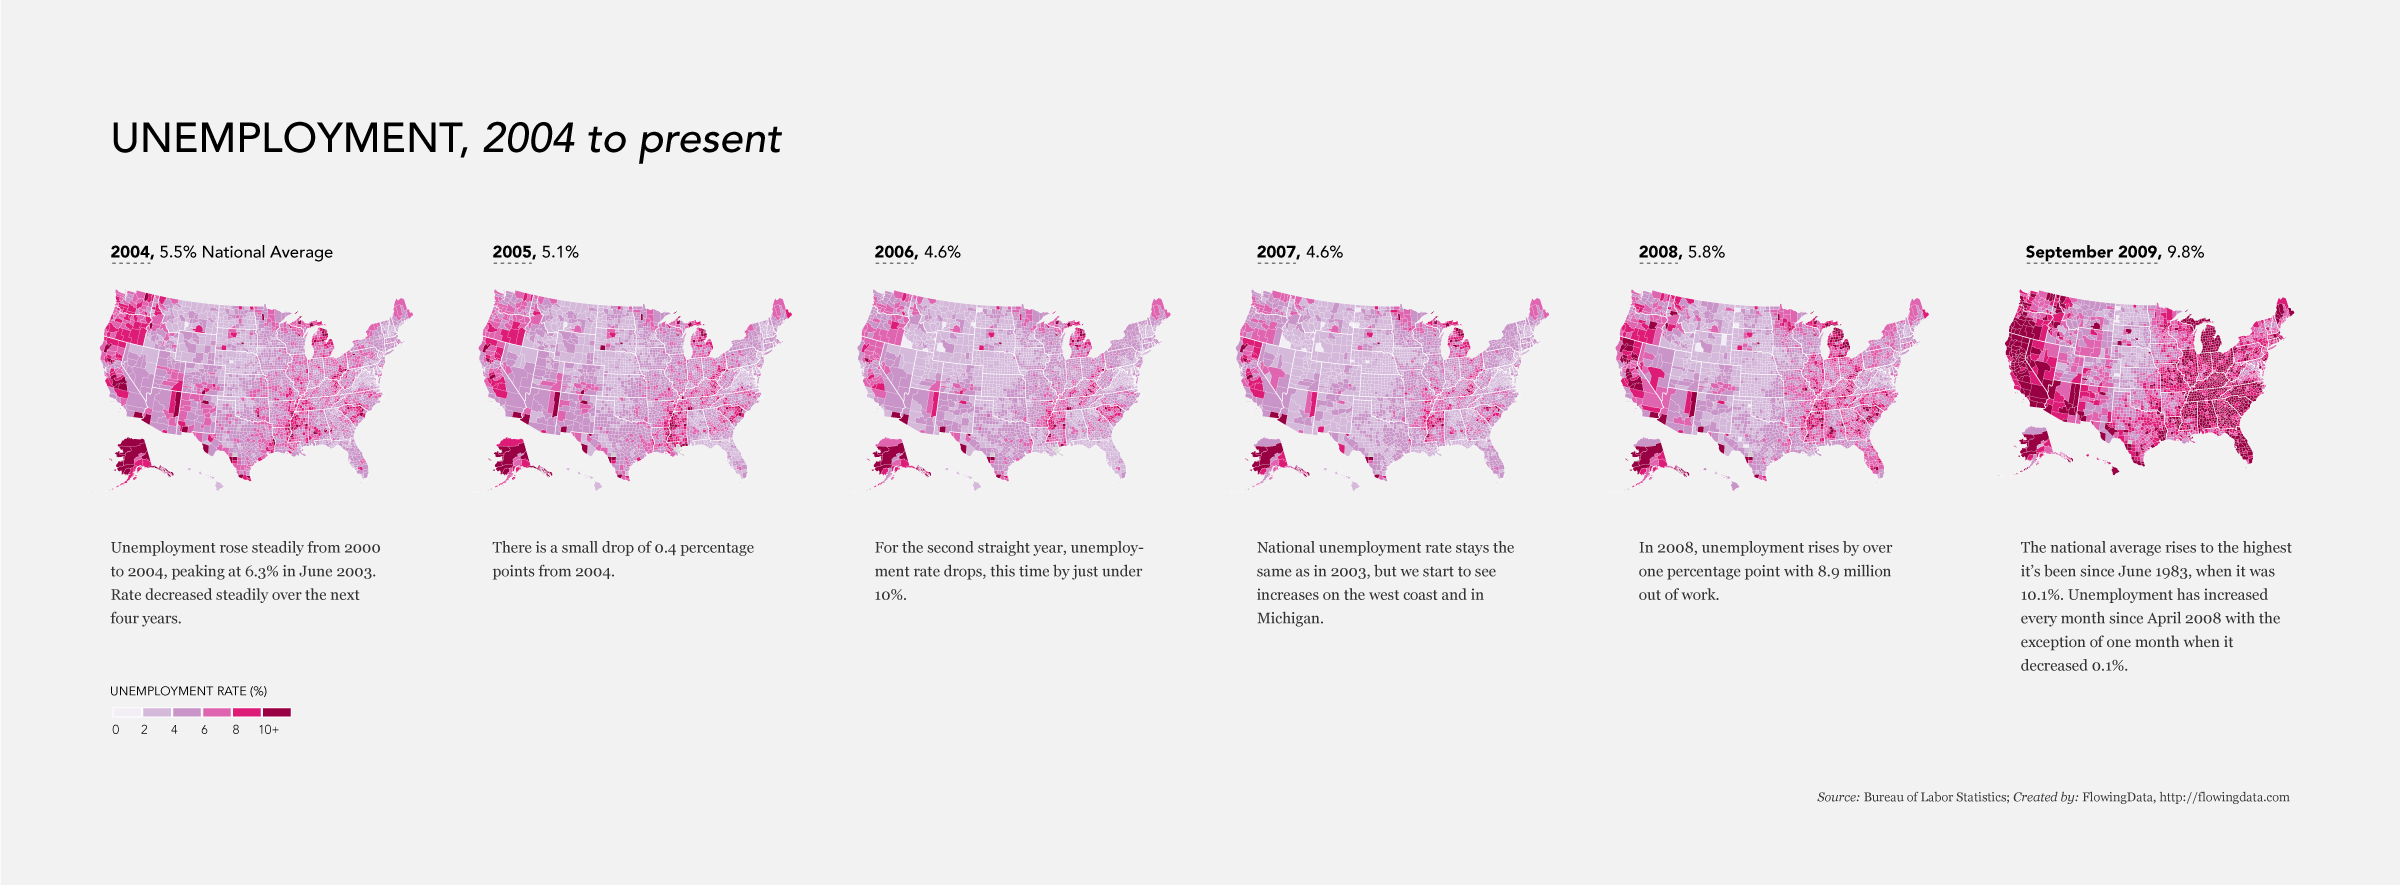 UNEMPLOYMENT, 2004 to present
2004, 5.5% National Average
Unemployment rose steadily from 2000
to 2004, peaking at 6.3% in June 2003.
Rate decreased steadily over the next
four years.
2005, 5.1%
There is a small drop of 0.4 percentage
points from 2004.
2006, 4.6%
For the second straight year, unemploy-
ment rate drops, this time by just under
10%.
2007, 4.6%
National unemployment rate stays the
same as in 2003, but we start to see
increases on the west coast and in
Michigan.
2008, 5.8%
In 2008, unemployment rises by over
one percentage point with 8.9 million
out of work.
September 2009, 9.8%
The national average rises to the highest
it's been since June 1983, when it was
10.1%. Unemployment has increased
every month since April 2008 with the
exception of one month when it
decreased 0.1%.
UNEMPLOYMENT RATE (%)
0 2 4 6 8 10+
Source: Bureau of Labor Statistics; Created by: FlowingData, http://flowingdata.com